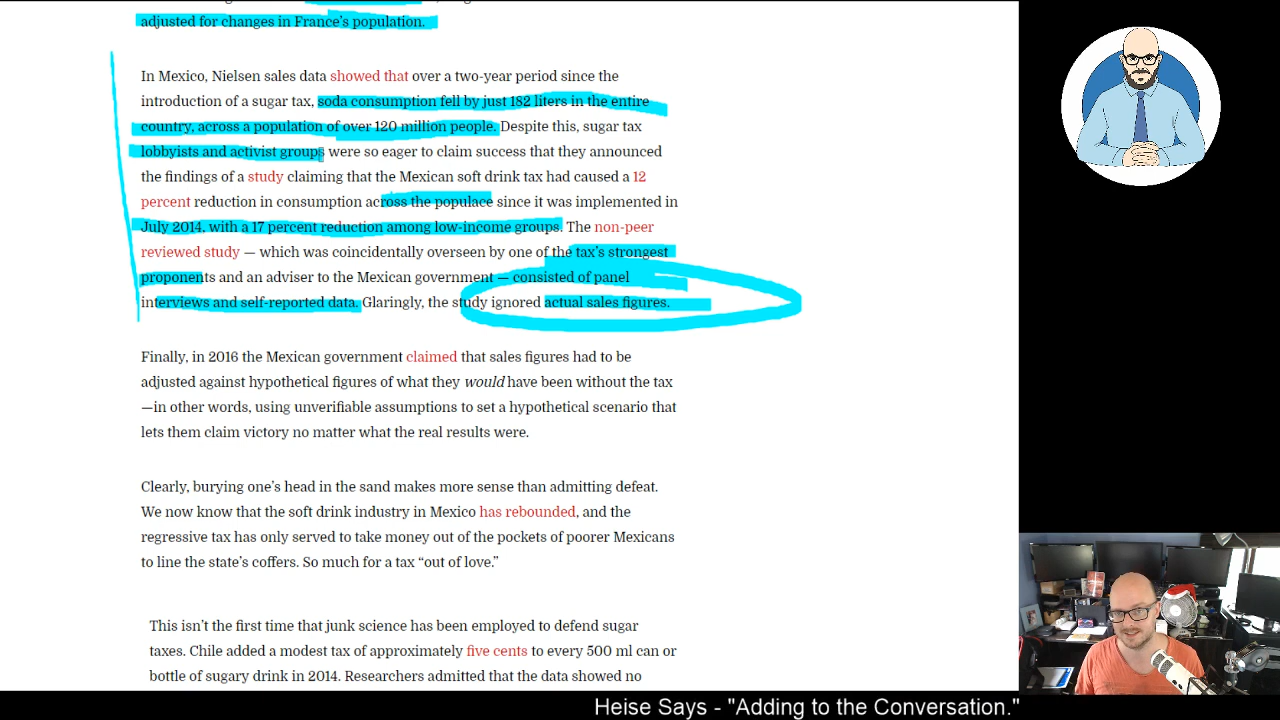 adjusted for changes in France's population.
In Mexico, Nielsen sales data showed that over a two-year period since the
introduction of a sugar tax, soda consumption fell by just 182 liters in the entire
country, across a population of over 120 million people. Despite this, sugar tax
lobbyists and activist groups were so eager to claim success that they announced
the findings of a study claiming that the Mexican soft drink tax had caused a 12
percent reduction in consumption across the populace since it was implemented in
July 2014, with a 17 percent reduction among low-income groups. The non-peer
reviewed study — which was coincidentally overseen by one of the tax's strongest
proponents and an adviser to the Mexican government — consisted of panel
interviews and self-reported data. Glaringly, the study ignored actual sales figures.
Finally, in 2016 the Mexican government claimed that sales figures had to be
adjusted against hypothetical figures of what they would have been without the tax
—in other words, using unverifiable assumptions to set a hypothetical scenario that
lets them claim victory no matter what the real results were.
Clearly, burying one's head in the sand makes more sense than admitting defeat.
We now know that the soft drink industry in Mexico has rebounded, and the
regressive tax has only served to take money out of the pockets of poorer Mexicans
to line the state's coffers. So much for a tax “out of love.”
This isn't the first time that junk science has been employed to defend sugar
taxes. Chile added a modest tax of approximately five cents to every 500 ml can or
bottle of sugary drink in 2014. Researchers admitted that the data showed no
Heise Says - "Adding to the Conversation."